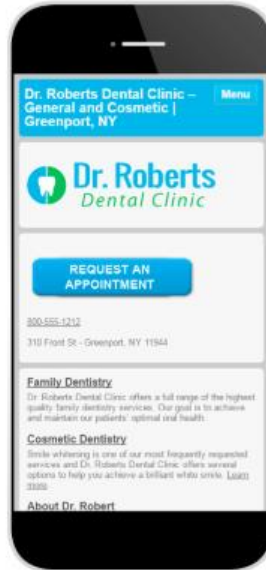 Dr. Roberts Dental Clinic –
General and Cosmetic |
Greenport, NY
Menu
Dr. Roberts
Dental Clinic
REQUEST AN
APPOINTMENT
800-555-1212
310 Front St - Greenport, NY 11944
Family Dentistry
Dr. Roberts Dental Clinic offers a full range of the highest
quality family dentistry services. Our goal is to achieve
and maintain our patients' optimal oral health.
Cosmetic Dentistry
Smile whitening is one of our most frequently requested
services and Dr. Roberts Dental Clinic offers several
options to help you achieve a brilliant white smile. Learn
more.
About Dr. Robert